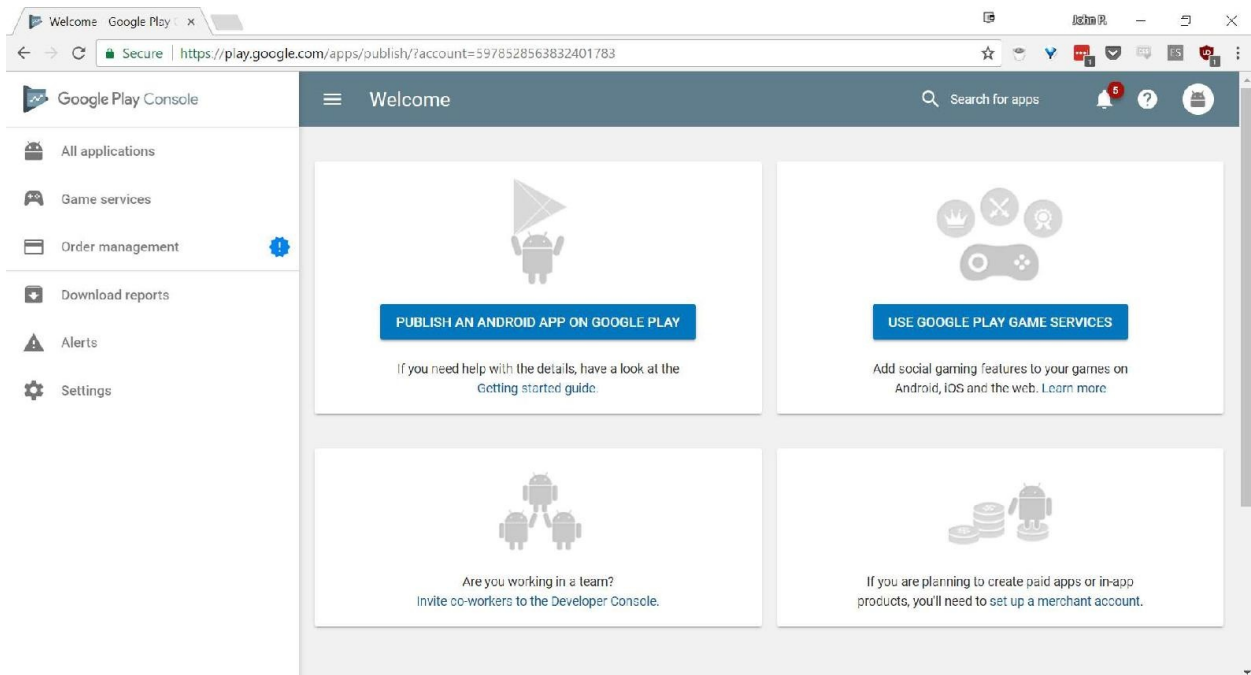 Welcome - Google Play C
John R.
Secure | https://play.google.com/apps/publish/?account=5978528563832401783
ES
1
1
Google Play Console
Welcome
Search for apps
5
All applications
Game services
Order management
Download reports
Alerts
Settings
PUBLISH AN ANDROID APP ON GOOGLE PLAY
If you need help with the details, have a look at the
Getting started guide.
USE GOOGLE PLAY GAME SERVICES
Add social gaming features to your games on
Android, iOS and the web. Learn more
Are you working in a team?
Invite co-workers to the Developer Console.
If you are planning to create paid apps or in-app
products, you'll need to set up a merchant account.